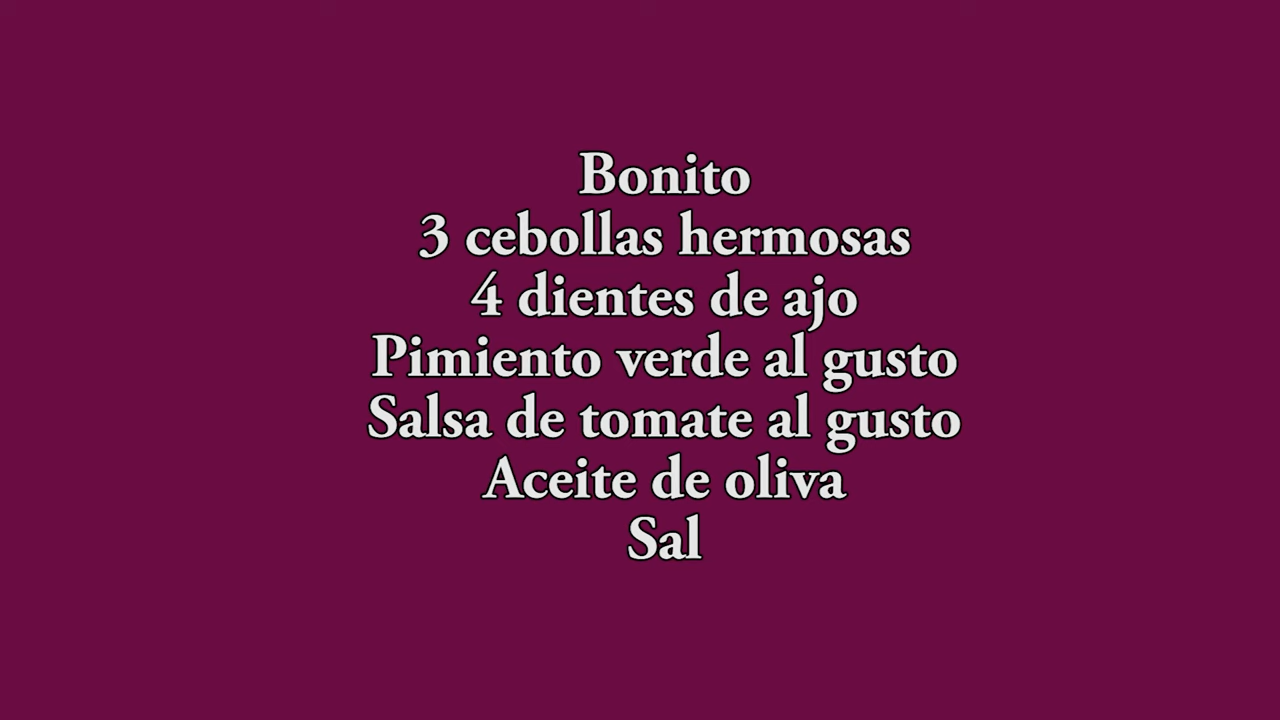 Bonito
3 cebollas hermosas
4 dientes de ajo
Pimiento verde al gusto
Salsa de tomate al gusto
Aceite de oliva
Sal